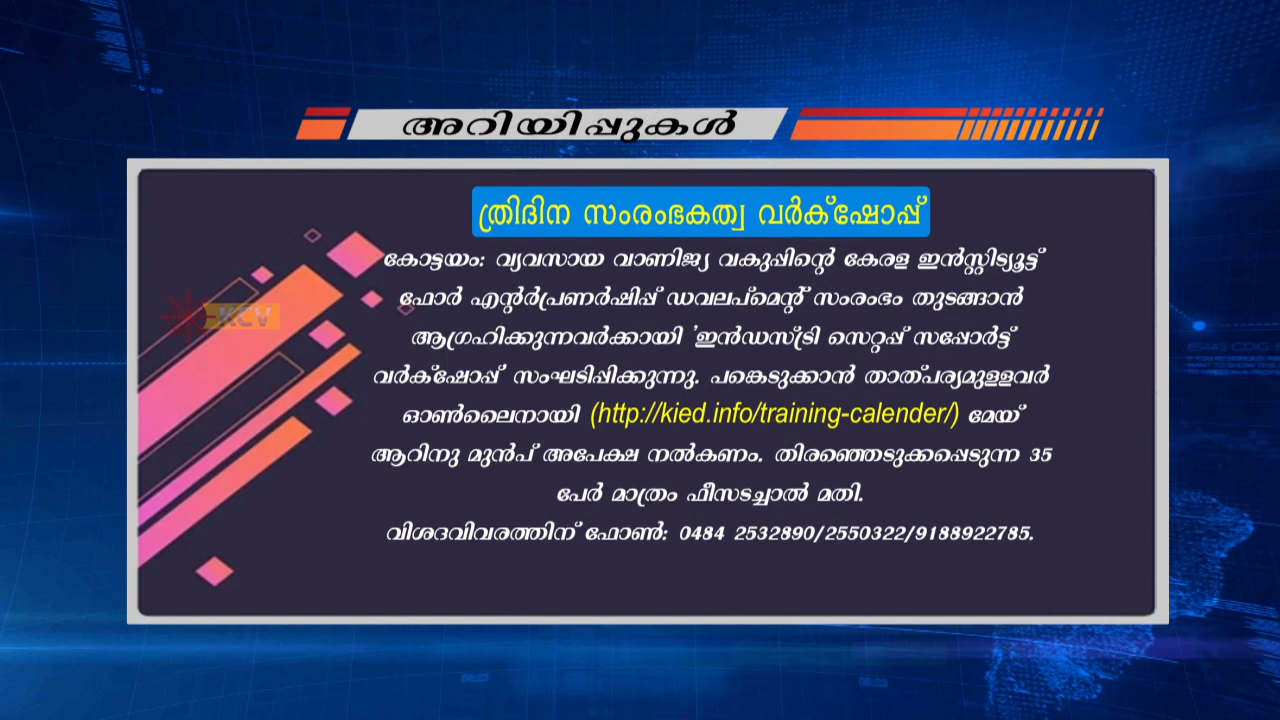 അറിയിപ്പുകൾ
ത്രിദിന സംരംഭകത്വ വർക്ഷോപ്പ്
കോട്ടയം: വ്യവസായ വാണിജ്യ വകുപ്പിന്റെ കേരള ഇൻസ്റ്റിട്യൂട്ട്
ഫോർ എന്റർപ്രണർഷിപ്പ് ഡവലപ്മെന്റ് സംരംഭം തുടങ്ങാൻ
ആഗ്രഹിക്കുന്നവർക്കായി 'ഇൻഡസ്ട്രി സെറ്റപ്പ് സപ്പോർട്ട്
വർക്ഷോപ്പ് സംഘടിപ്പിക്കുന്നു. പങ്കെടുക്കാൻ താത്പര്യമുളളവർ
ഓൺലൈനായി (http://kied.info/training-calender/) മേയ്
ആറിനു മുൻപ് അപേക്ഷ നൽകണം. തിരഞ്ഞെടുക്കപ്പെടുന്ന 35
പേർ മാത്രം ഫീസടച്ചാൽ മതി.
വിശദവിവരത്തിന് ഫോൺ: 0484 2532890/2550322/9188922785.
KCV